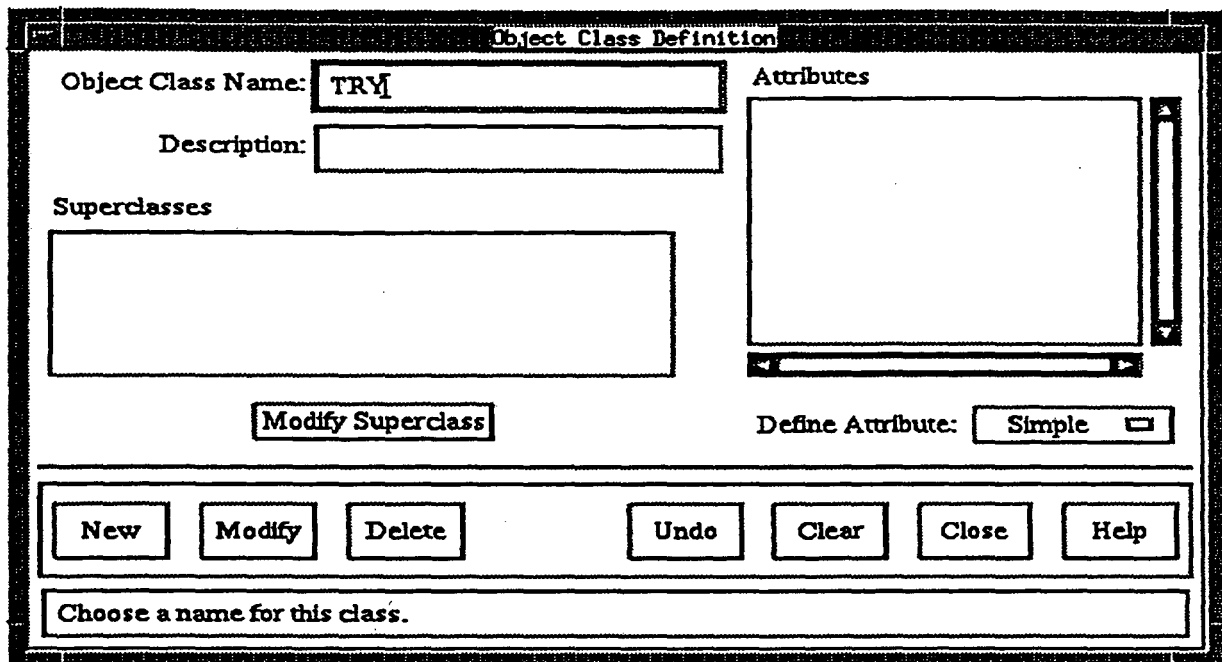 Object Class Definition
Object Class Name: TRY
Attributes
Description:
Superclasses
Modify Superclass
Define Attribute: Simple
New Modify Delete Undo Clear Close Help
Choose a name for this class.